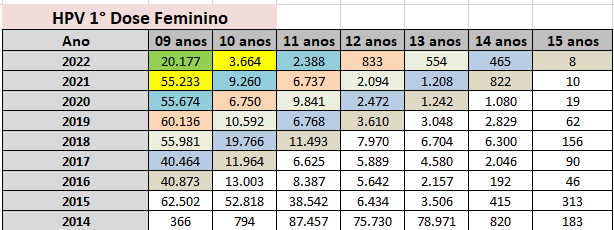 HPV 1° Dose Feminino
Ano 09 anos 10 anos 11 anos 12 anos 13 anos 14 anos 15 anos
2022 20.177 3.664 2.388 833 554 465 8
2021 55.233 9.260 6.737 2.094 1.208 822 10
2020 55.674 6.750 9.841 2.472 1.242 1.080 19
2019 60.136 10.592 6.768 3.610 3.048 2.829 62
2018 55.981 19.766 11.493 7.970 6.704 6.300 156
2017 40.464 11.964 6.625 5.889 4.580 2.046 90
2016 40.873 13.003 8.387 5.642 2.157 192 46
2015 62.502 52.818 38.542 6.434 3.506 415 313
2014 366 794 87.457 75.730 78.971 820 183